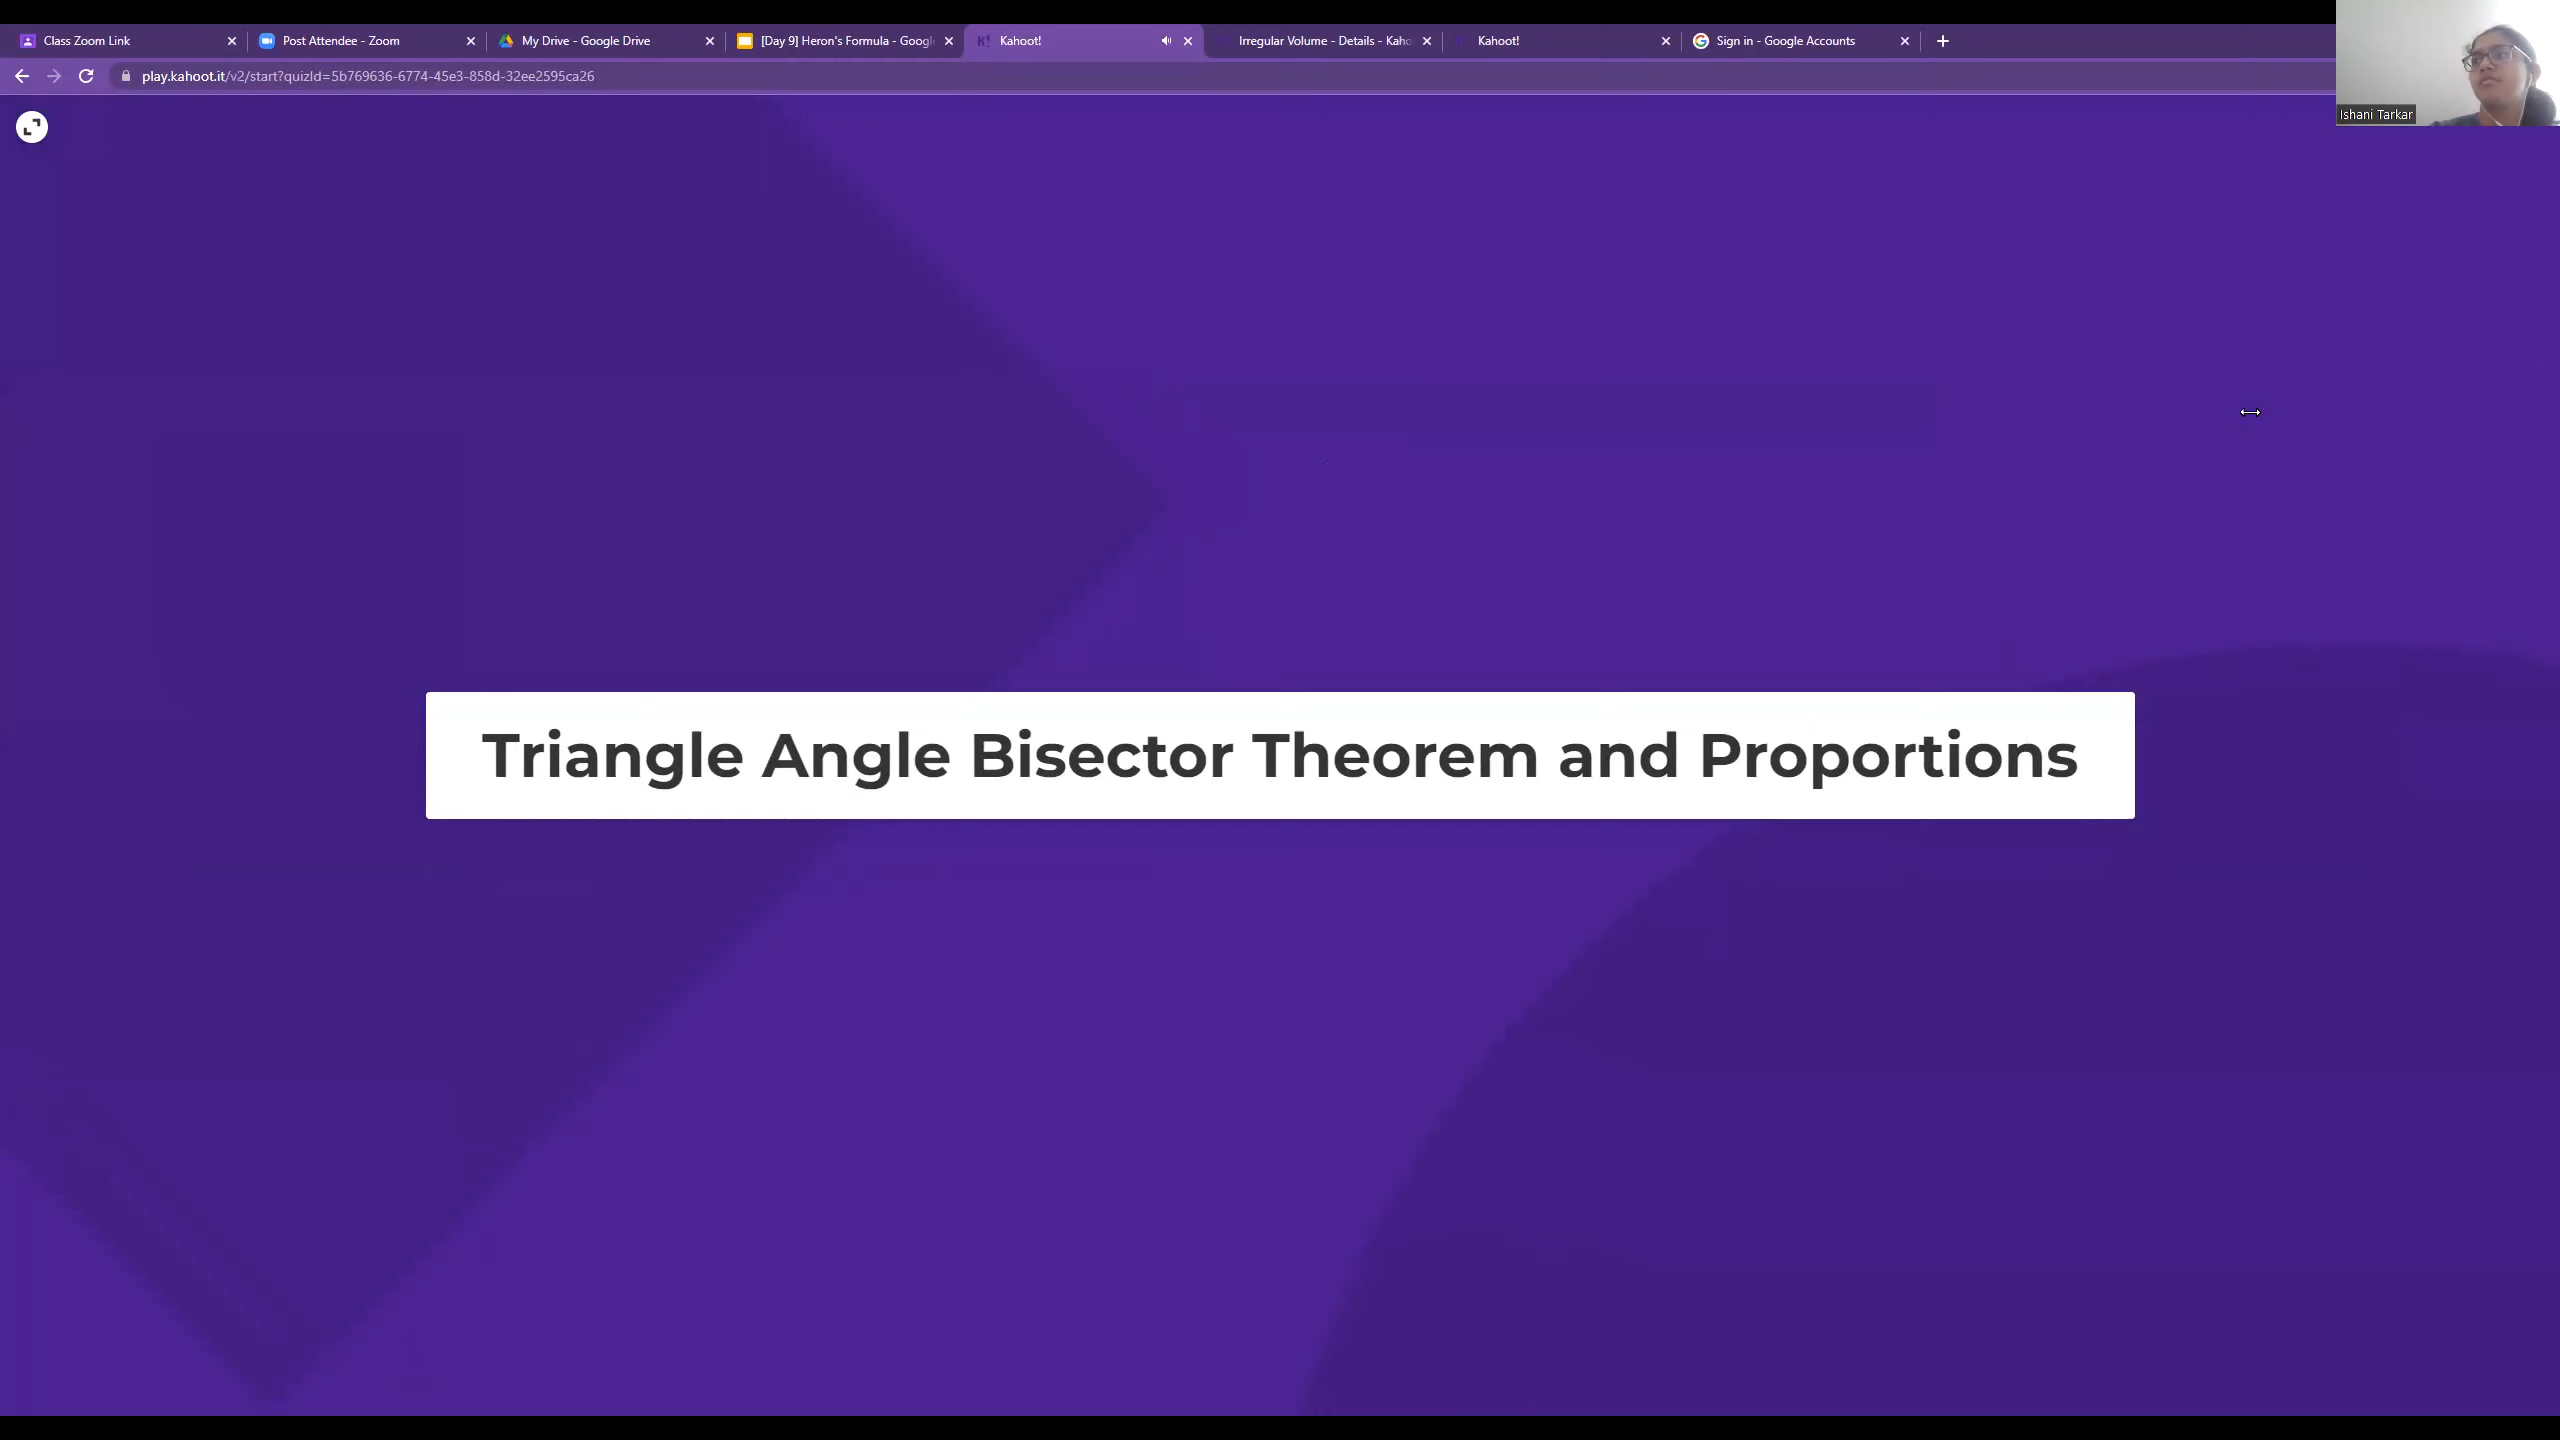 Class Zoom Link
Post Attendee - Zoom
My Drive - Google Drive
[Day 9] Heron's Formula - Googl
Kahoot!
Irregular Volume - Details - Kaho
Kahoot!
Sign in - Google Accounts
play.kahoot.it/v2/start?quizId=5b769636-6774-45e3-858d-32ee2595ca26
Ishani Tarkar
Triangle Angle Bisector Theorem and Proportions